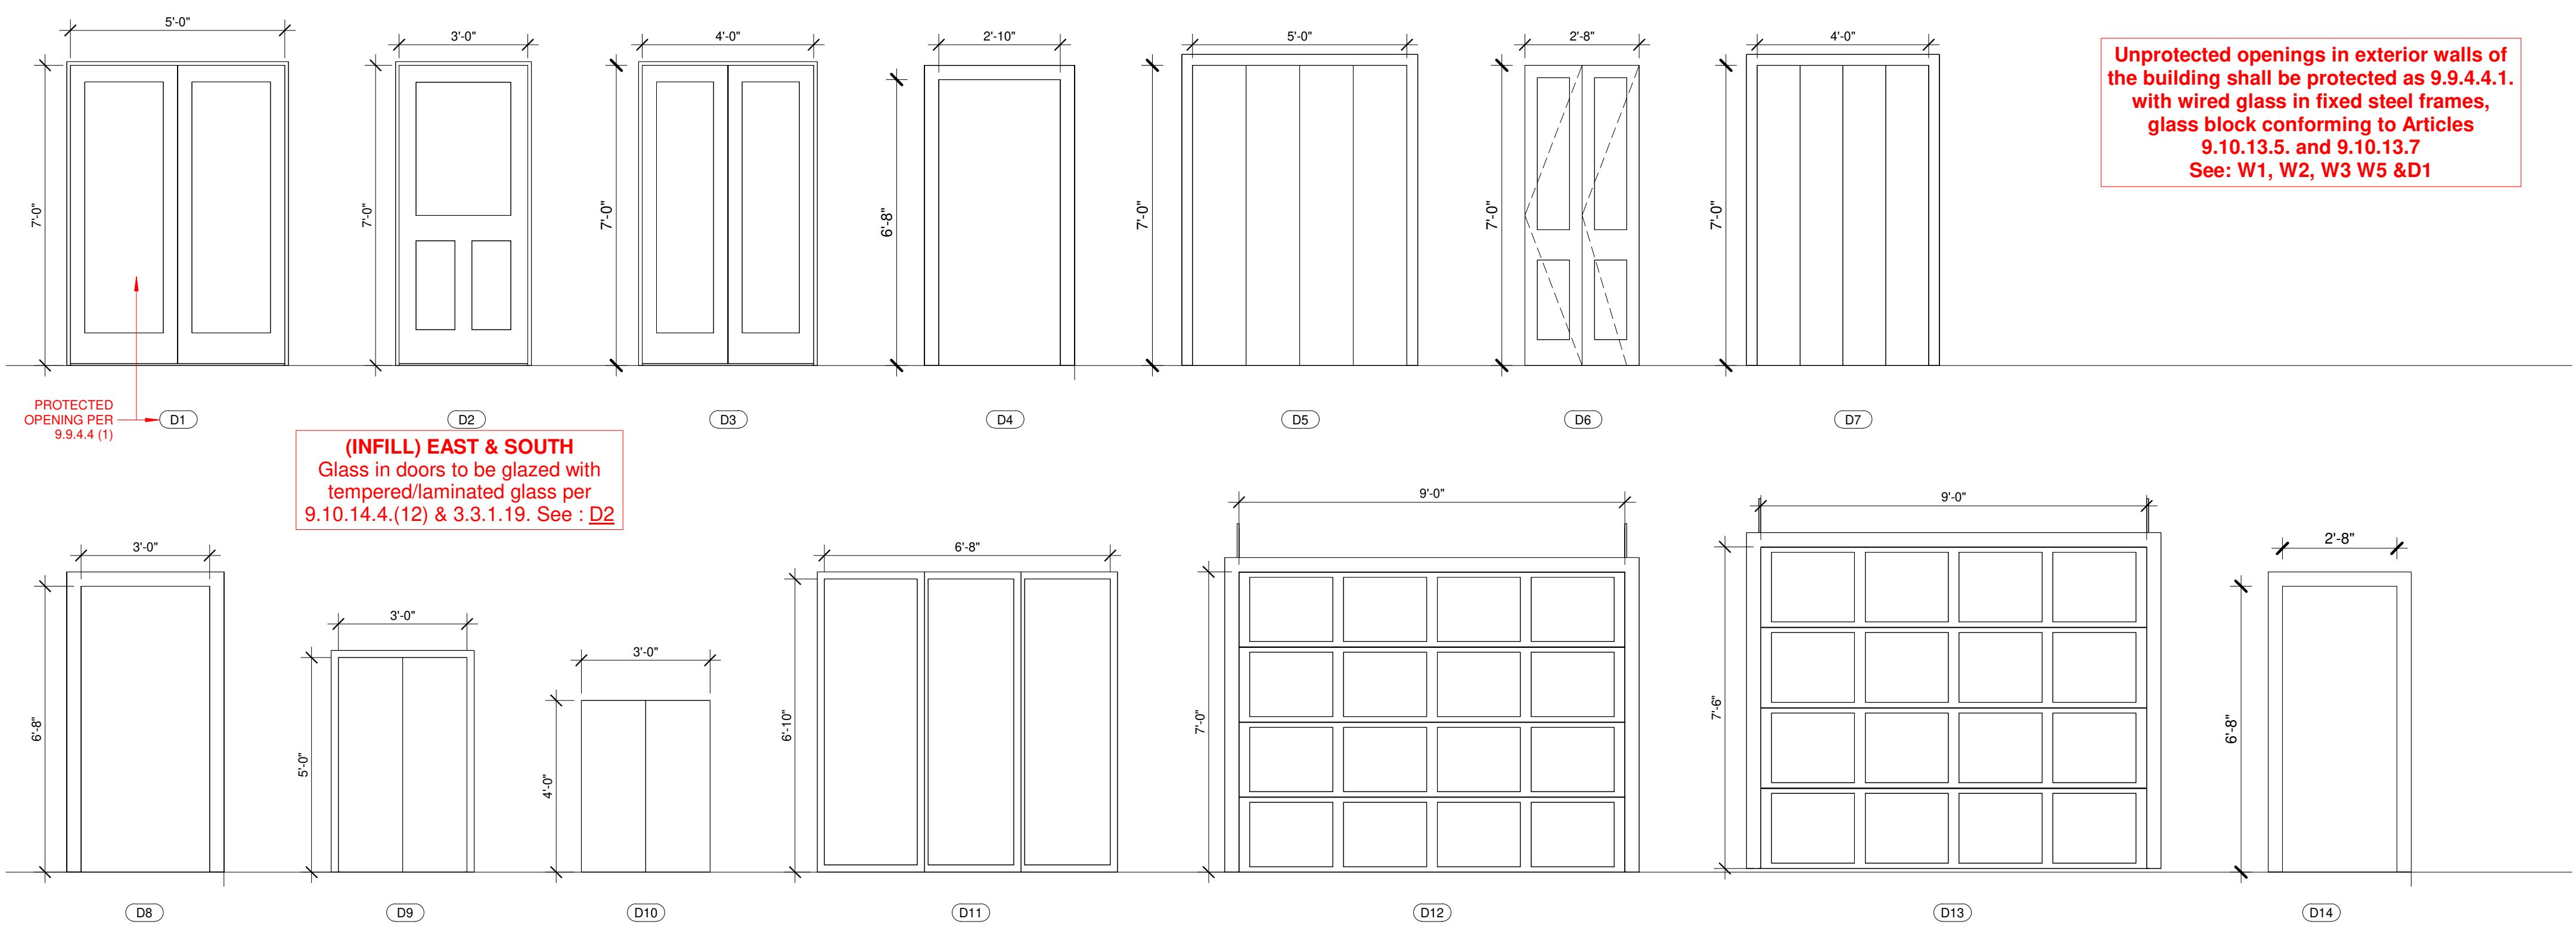 5'-0"
3'-0"
4'-0"
2'-10"
5'-0"
2'-8"
4'-0"
Unprotected openings in exterior walls of
the building shall be protected as 9.9.4.4.1.
with wired glass in fixed steel frames,
glass block conforming to Articles
9.10.13.5. and 9.10.13.7
See: W1, W2, W3 W5 &D1
7'-0"
7'-0"
7'-0"
6'-8"
7'-0"
7'-0"
7'-0"
PROTECTED
OPENING PER
9.9.4.4 (1)
D1
D2
D3
D4
D5
D6
D7
(INFILL) EAST & SOUTH
Glass in doors to be glazed with
tempered/laminated glass per
9.10.14.4.(12) & 3.3.1.19. See : D2
3'-0"
3'-0"
3'-0"
6'-8"
9'-0"
9'-0"
2'-8"
6'-8"
5'-0"
4'-0"
6'-10"
7'-0"
7'-6"
6'-8"
D8
D9
D10
D11
D12
D13
D14